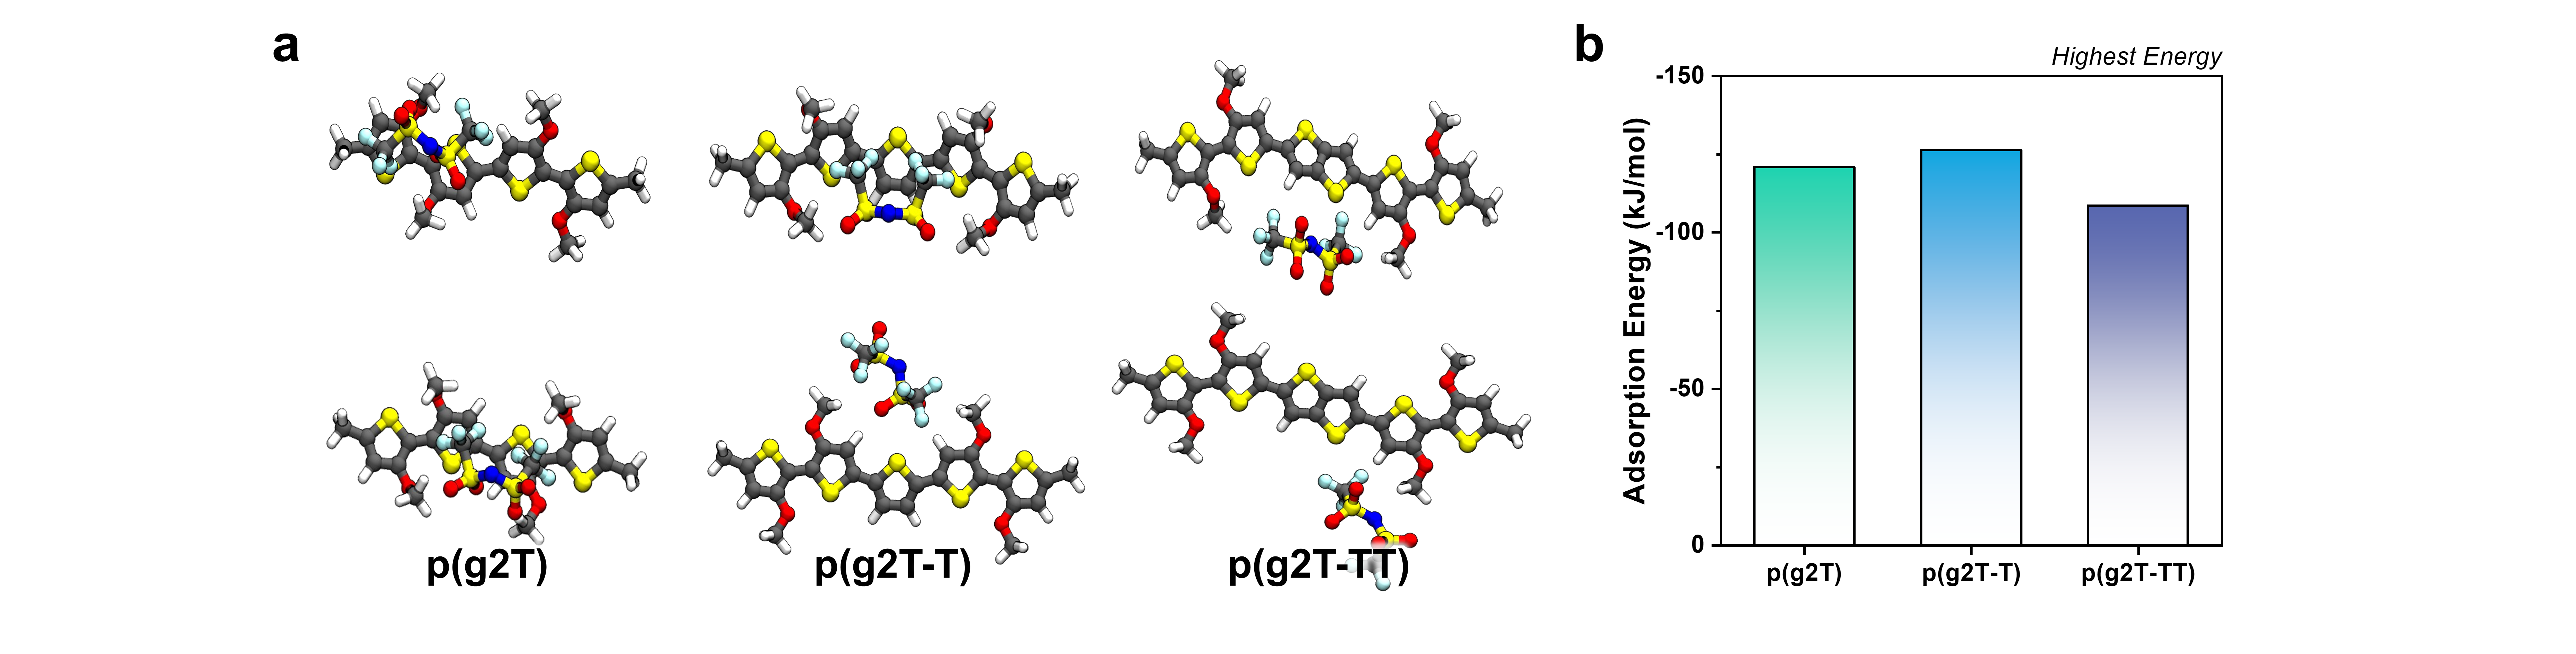 a
p(g2T)
p(g2T-T)
p(g2T-TT)
b
Highest Energy
Adsorption Energy (kJ/mol)
-150
-100
-50
0
p(g2T)
p(g2T-T)
p(g2T-TT)